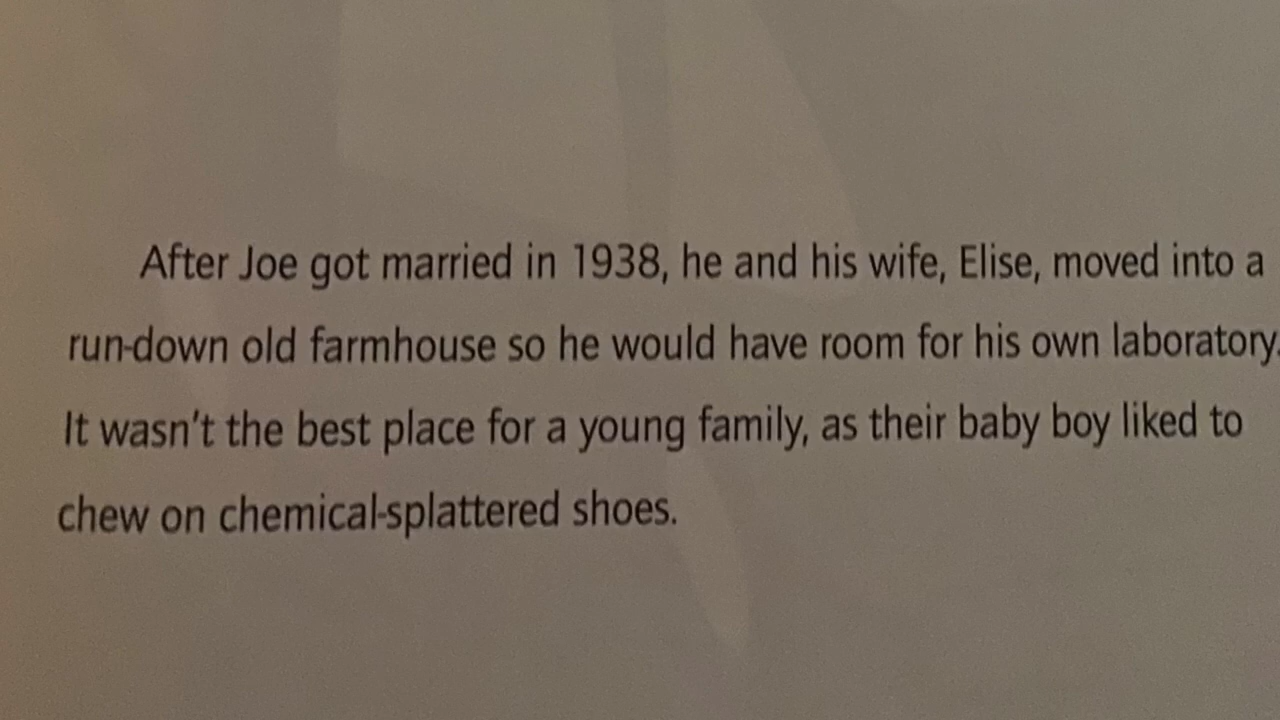 After Joe got married in 1938, he and his wife, Elise, moved into a
run-down old farmhouse so he would have room for his own laboratory.
It wasn't the best place for a young family, as their baby boy liked to
chew on chemical-splattered shoes.